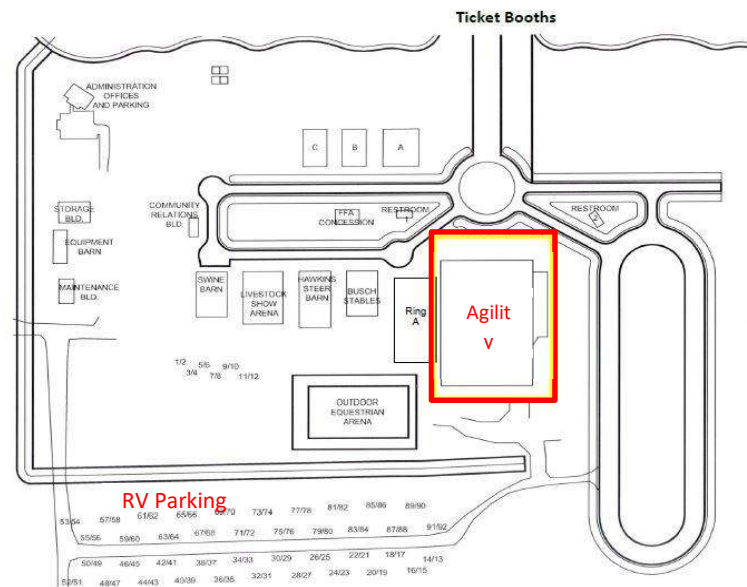 Ticket Booths
ADMINISTRATION
OFFICES
AND PARKING
C
B
A
STORAGE
BLD.
COMMUNITY
RELATIONS
BLD.
FFA
CONCESSION
RESTROOM
1
RESTROOM
2
EQUIPMENT
BARN
MAINTENANCE
BLD.
SWINE
BARN
LIVESTOCK
SHOW
ARENA
HAWKINS
STEER
BARN
BUSCH
STABLES
Ring
A
Agilit
v
1/2
5/6
9/10
3/4
7/8
11/12
OUTDOOR
EQUESTRIAN
ARENA
RV Parking
53/54
57/58
61/62
65/66
69/70
73/74
77/78
81/82
85/86
89/90
55/56
59/60
63/64
67/68
71/72
75/76
79/80
83/84
87/88
91/92
50/49
46/45
42/41
38/37
34/33
30/29
26/25
22/21
18/17
14/13
52/51
48/47
44/43
40/39
36/35
32/31
28/27
24/23
20/19
16/15